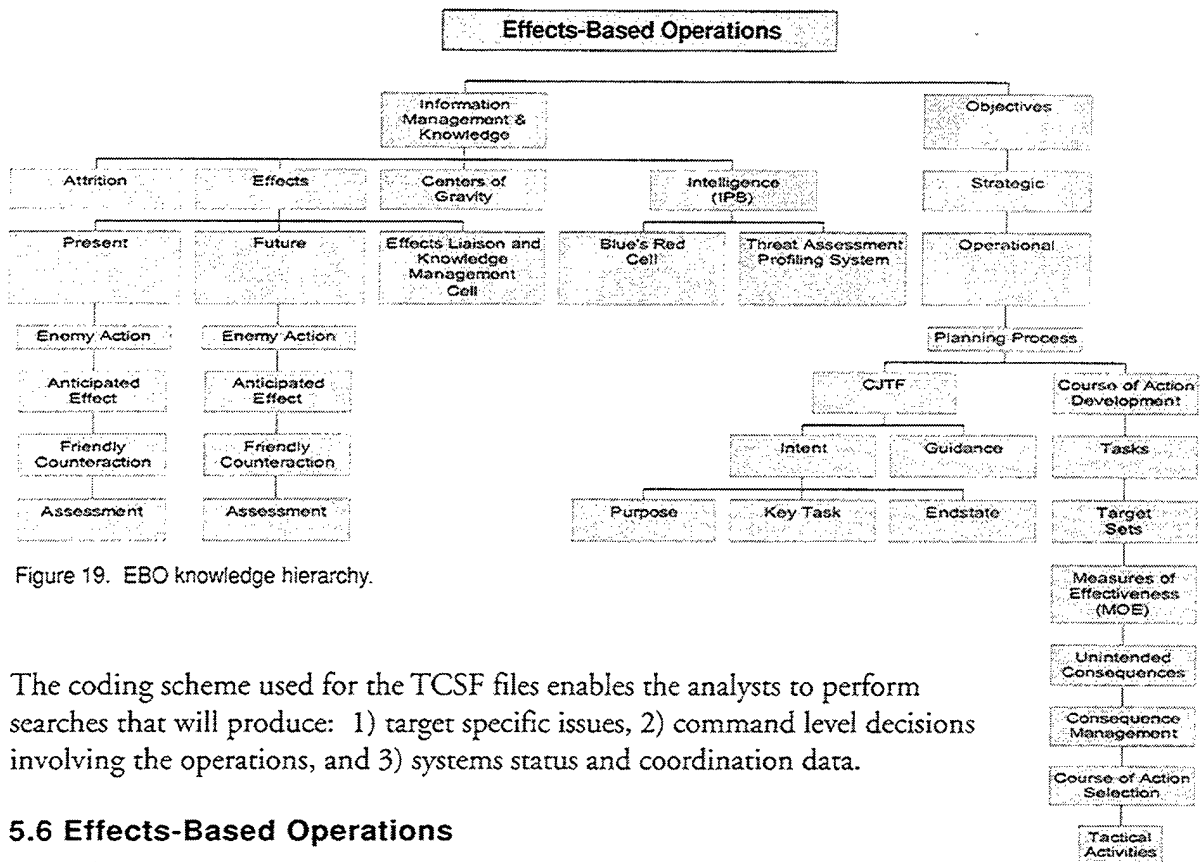 Effects-Based Operations
Information
Management &
Knowledge
Objectives
Attrition
Effects
Centers of
Gravity
Intelligence
(IPB)
Strategic
Present
Future
Effects Liaison and
Knowledge
Management
Cell
Blue's Red
Cell
Threat Assessment
Profiling System
Operational
Enemy Action
Enemy Action
Planning Process
Anticipated
Effect
Anticipated
Effect
CJTF
Course of Action
Development
Friendly
Counteraction
Friendly
Counteraction
Intent
Guidance
Tasks
Assessment
Assessment
Purpose
Key Task
Endstate
Target
Sets
Figure 19. EBO knowledge hierarchy.
Measures of
Effectiveness
(MOE)
Unintended
Consequences
Consequence
Management
Course of Action
Selection
Tactical
Activities
The coding scheme used for the TCSF files enables the analysts to perform
searches that will produce: 1) target specific issues, 2) command level decisions
involving the operations, and 3) systems status and coordination data.
5.6 Effects-Based Operations